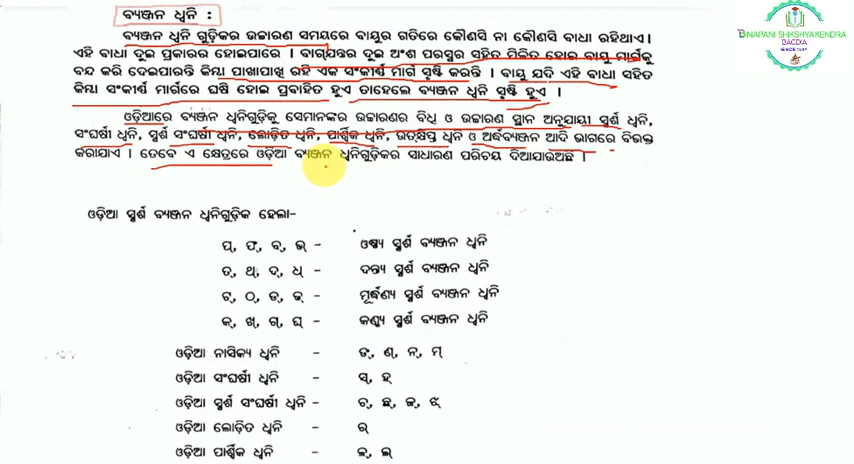 ବ୍ୟଞ୍ଜନ ଧ୍ୱନି :
BINAPANI SHIKSHYAKENDRA
BACDIA
ବ୍ୟଞ୍ଜନ ଧ୍ୱନି ଗୁଡ଼ିକର ଉଚ୍ଚାରଣ ସମୟରେ ବାୟୁର ଗତିରେ କୌଣସି ନା କୌଣସି ବାଧା ରହିଥାଏ।
ଏହି ବାଧା ଦୁଇ ପ୍ରକାରର ହୋଇପାରେ । ବାଗ୍‌ଯନ୍ତ୍ରର ଦୁଇ ଅଂଶ ପରସ୍ପର ସହିତ ମିଳିତ ହୋଇ ବାୟୁ ମାର୍ଗକୁ
ବନ୍ଦ କରି ଦେଇପାରନ୍ତି କିମ୍ବା ପାଖାପାଖି ରହି ଏକ ସଂକୀର୍ଣ୍ଣ ମାର୍ଗ ସୃଷ୍ଟି କରନ୍ତି । ବାୟୁ ଯଦି ଏହି ବାଧା ସହିତ
କିମ୍ବା ସଂକୀର୍ଣ୍ଣ ମାର୍ଗରେ ଘଷି ହୋଇ ପ୍ରବାହିତ ହୁଏ ତାହେଲେ ବ୍ୟଞ୍ଜନ ଧ୍ୱନି ସୃଷ୍ଟି ହୁଏ ।
ଓଡ଼ିଆରେ ବ୍ୟଞ୍ଜନ ଧ୍ୱନିଗୁଡ଼ିକୁ ସେମାନଙ୍କର ଉଚ୍ଚାରଣର ବିଧି ଓ ଉଚ୍ଚାରଣ ସ୍ଥାନ ଅନୁଯାୟୀ ସ୍ପର୍ଶ ଧ୍ୱନି,
ସଂଘର୍ଷୀ ଧ୍ୱନି, ସ୍ପର୍ଶ ସଂଘର୍ଷୀ ଧ୍ୱନି, ଲୋଡ଼ିତ ଧ୍ୱନି, ପାର୍ଶ୍ୱିକ ଧ୍ୱନି, ଉତ୍‌କ୍ଷିପ୍ତ ଧ୍ୱନି ଓ ଅର୍ଦ୍ଧବ୍ୟଞ୍ଜନ ଆଦି ଭାଗରେ ବିଭକ୍ତ
କରାଯାଏ । ତେବେ ଏ କ୍ଷେତ୍ରରେ ଓଡ଼ିଆ ବ୍ୟଞ୍ଜନ ଧ୍ୱନିଗୁଡ଼ିକର ସାଧାରଣ ପରିଚୟ ଦିଆଯାଉଅଛି ।
ଓଡ଼ିଆ ସ୍ପର୍ଶ ବ୍ୟଞ୍ଜନ ଧ୍ୱନିଗୁଡ଼ିକ ହେଲା-
ପ୍, ଫ୍, ବ୍, ଭ୍ - ଓଷ୍ଠ୍ୟ ସ୍ପର୍ଶ ବ୍ୟଞ୍ଜନ ଧ୍ୱନି
ତ୍, ଥ୍, ଦ୍, ଧ୍ - ଦନ୍ତ୍ୟ ସ୍ପର୍ଶ ବ୍ୟଞ୍ଜନ ଧ୍ୱନି
ଟ୍, ଠ୍, ଡ୍, ଢ୍ - ମୂର୍ଦ୍ଧଣ୍ୟ ସ୍ପର୍ଶ ବ୍ୟଞ୍ଜନ ଧ୍ୱନି
କ୍, ଖ୍, ଗ୍, ଘ୍ - କଣ୍ଠ୍ୟ ସ୍ପର୍ଶ ବ୍ୟଞ୍ଜନ ଧ୍ୱନି
ଓଡ଼ିଆ ନାସିକ୍ୟ ଧ୍ୱନି - ଙ୍, ଣ୍, ନ୍, ମ୍
ଓଡ଼ିଆ ସଂଘର୍ଷୀ ଧ୍ୱନି - ସ୍, ହ୍
ଓଡ଼ିଆ ସ୍ପର୍ଶ ସଂଘର୍ଷୀ ଧ୍ୱନି - ଚ୍, ଛ୍, ଜ୍, ଝ୍
ଓଡ଼ିଆ ଲୋଡ଼ିତ ଧ୍ୱନି - ର୍
ଓଡ଼ିଆ ପାର୍ଶ୍ୱିକ ଧ୍ୱନି - ଳ୍, ଲ୍